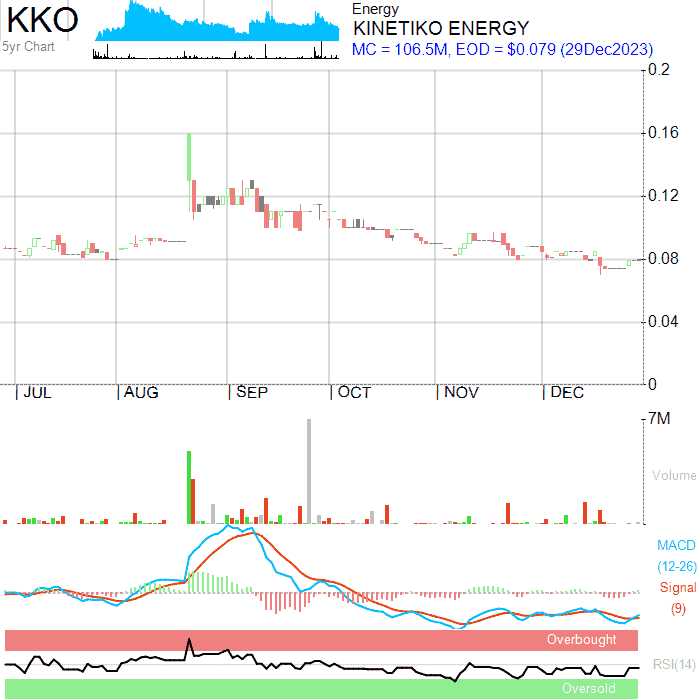 KKO
5yr Chart
Energy
KINETIKO ENERGY
MC = 106.5M, EOD = $0.079 (29Dec2023)
0.2
0.16
0.12
0.08
0.04
0
JUL AUG SEP OCT NOV DEC
7M
Volume
MACD
(12-26)
Signal
(9)
Overbought
RSI(14)
Oversold